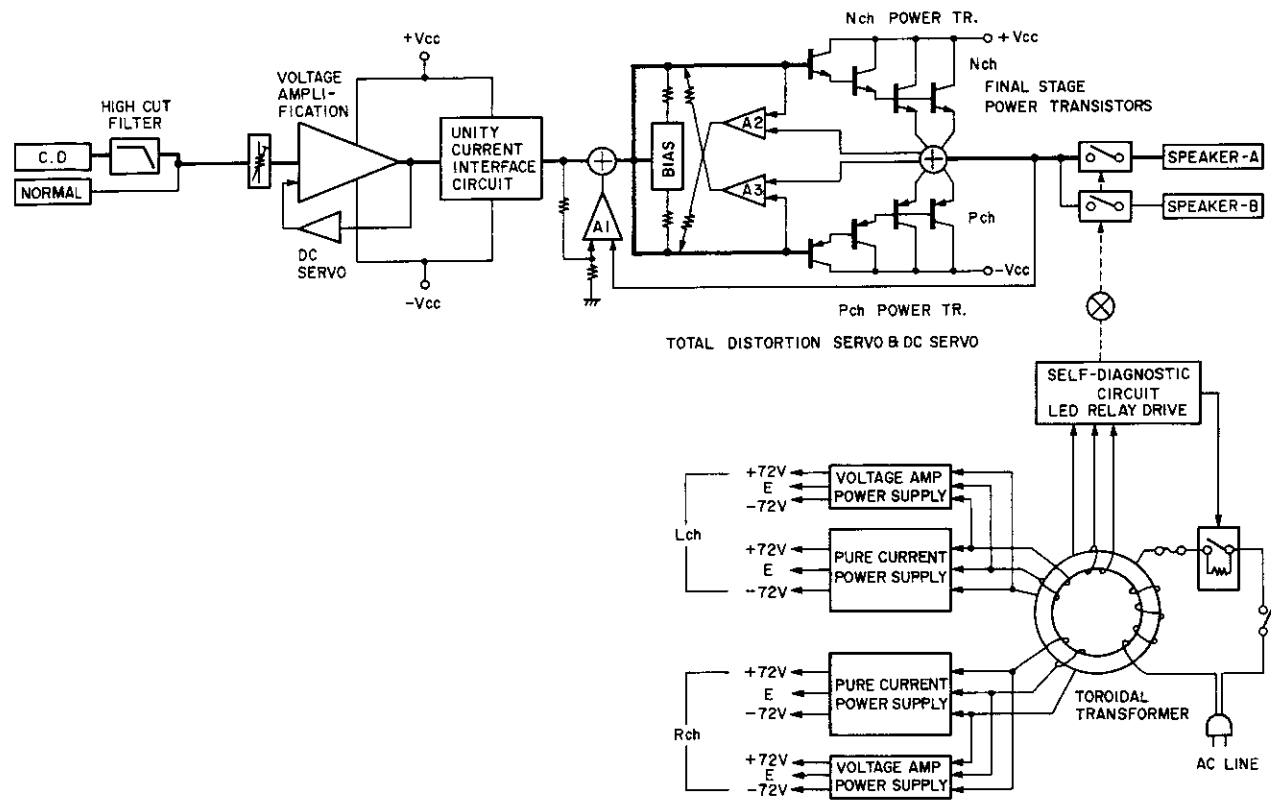 Nch POWER TR.
+Vcc
+Vcc
Nch
VOLTAGE
AMPLI-
FICATION
FINAL STAGE
POWER TRANSISTORS
HIGH CUT
FILTER
C.D
NORMAL
UNITY
CURRENT
INTERFACE
CIRCUIT
BIAS
A2
A3
A1
SPEAKER-A
SPEAKER-B
DC
SERVO
Pch
-Vcc
-Vcc
Pch POWER TR.
TOTAL DISTORTION SERVO & DC SERVO
SELF-DIAGNOSTIC
CIRCUIT
LED RELAY DRIVE
+72V
E
-72V
VOLTAGE AMP
POWER SUPPLY
Lch
+72V
E
-72V
PURE CURRENT
POWER SUPPLY
+72V
E
-72V
PURE CURRENT
POWER SUPPLY
TOROIDAL
TRANSFORMER
Rch
+72V
E
-72V
VOLTAGE AMP
POWER SUPPLY
AC LINE